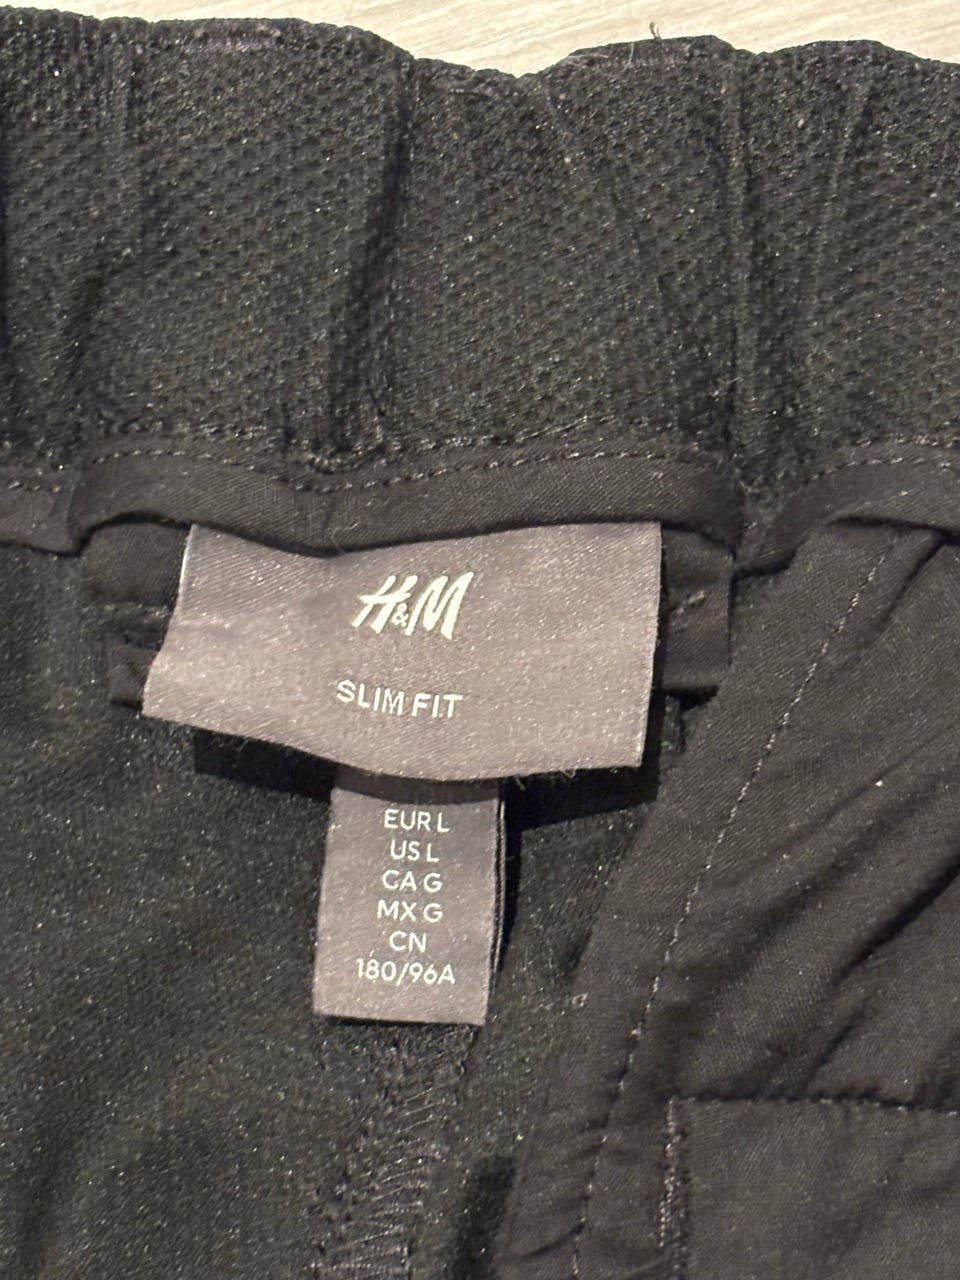 H&M
SLIM FIT
EUR L
US L
CA G
MX G
CN
180/96A